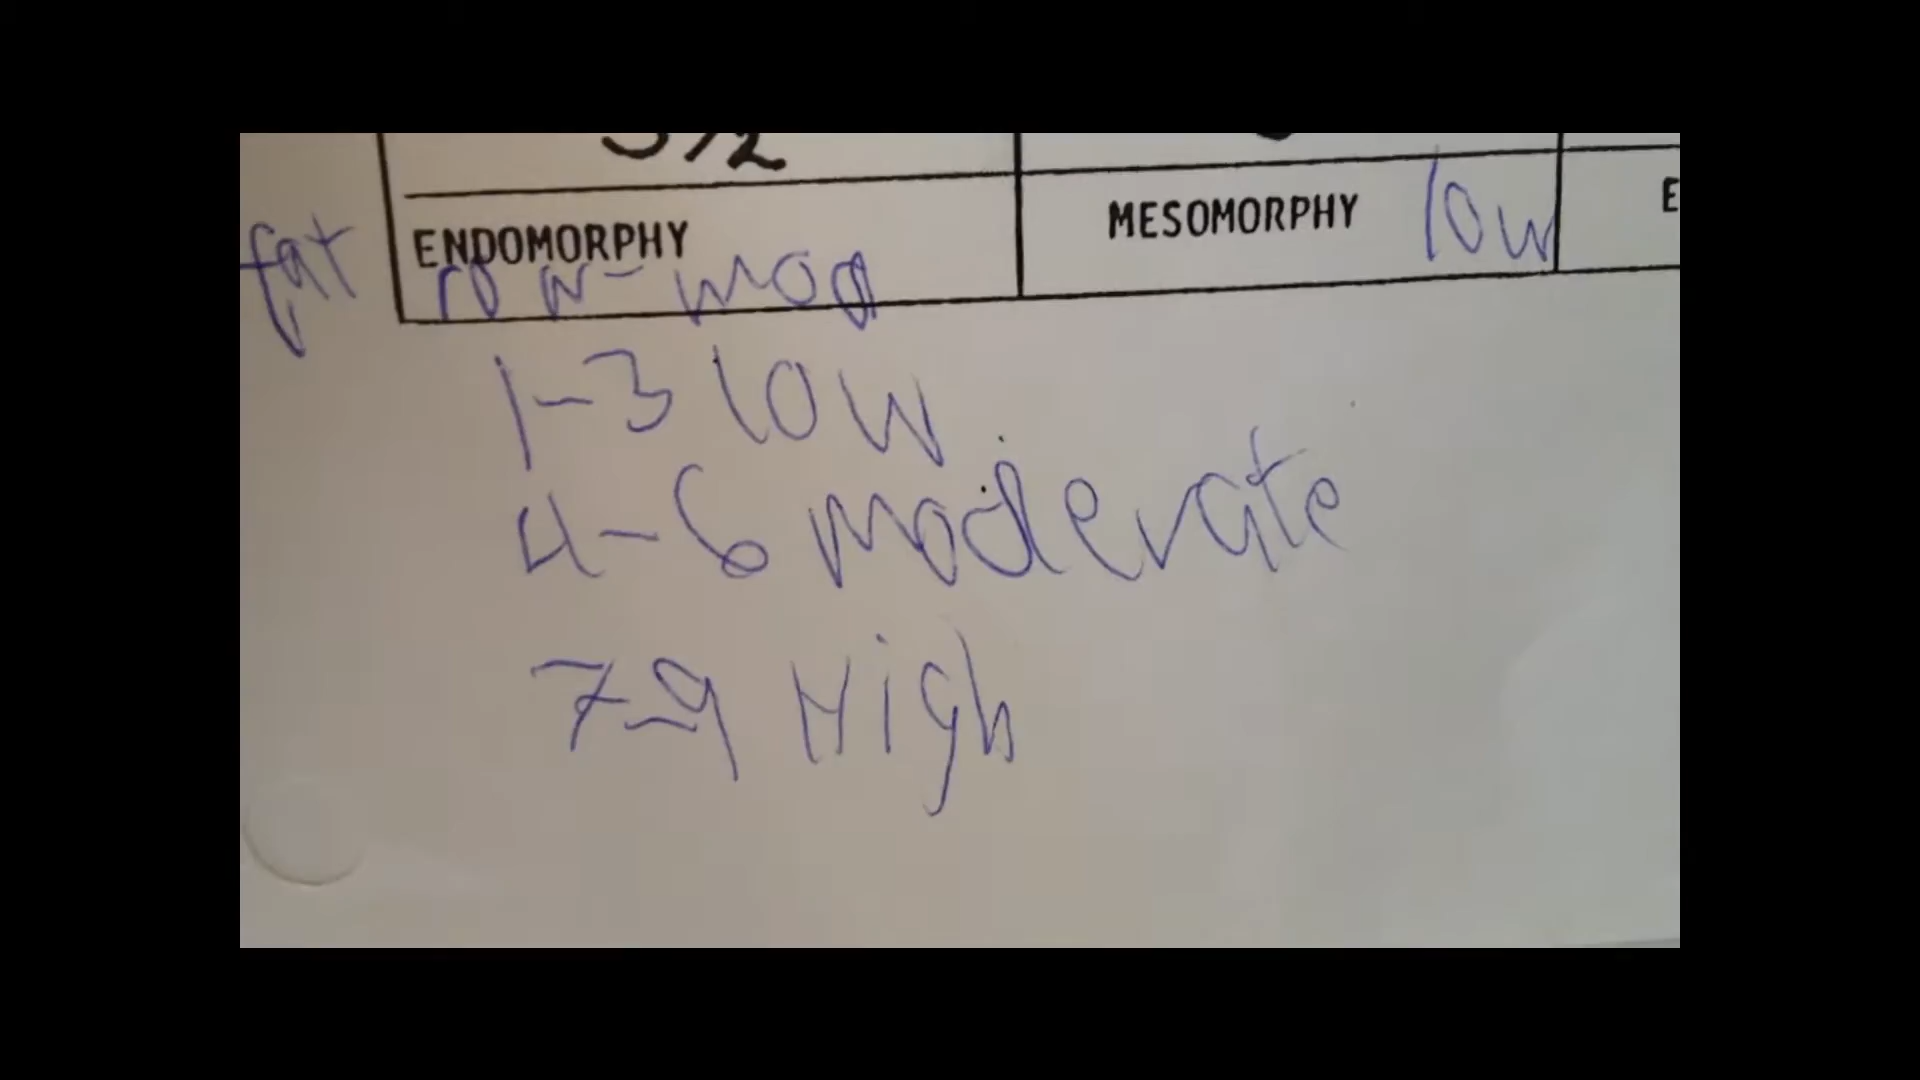 3½
ENDOMORPHY MESOMORPHY low E
fat low-mod
1-3 low
4-6 moderate
7-9 High